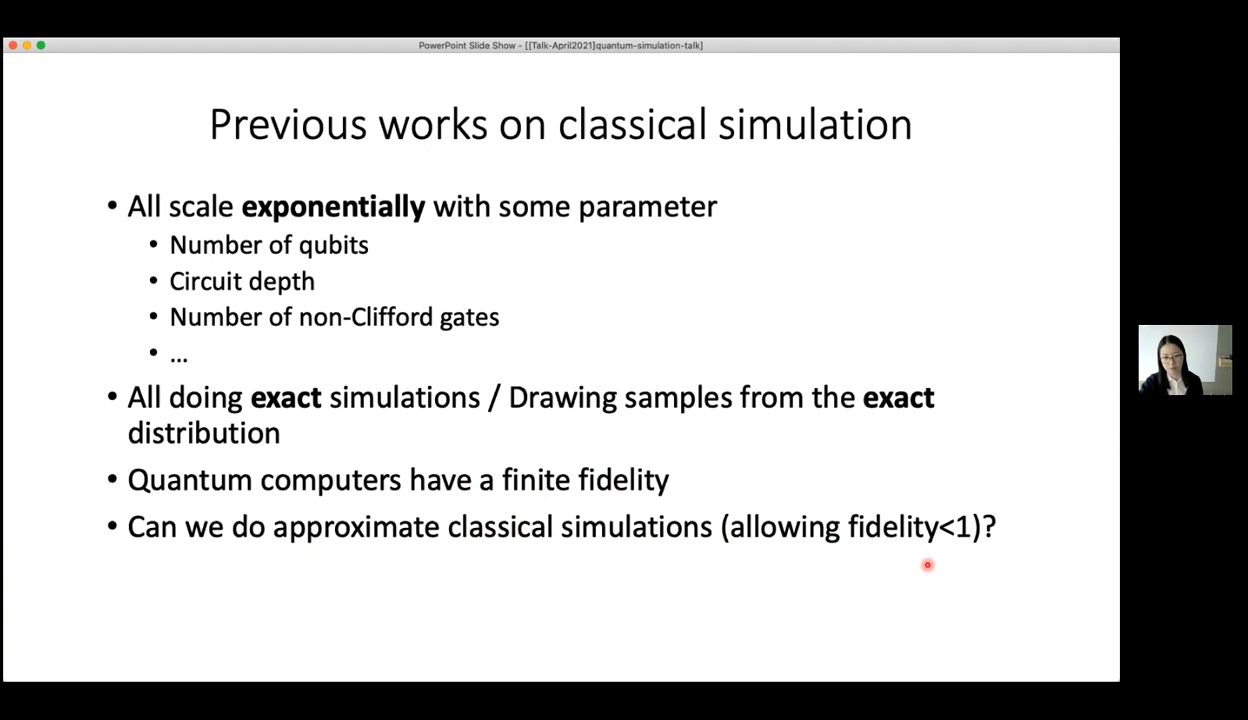 PowerPoint Slide Show - [[Talk-April2021]quantum-simulation-talk]
Previous works on classical simulation
• All scale exponentially with some parameter
• Number of qubits
• Circuit depth
• Number of non-Clifford gates
• ...
• All doing exact simulations / Drawing samples from the exact
distribution
• Quantum computers have a finite fidelity
• Can we do approximate classical simulations (allowing fidelity<1)?